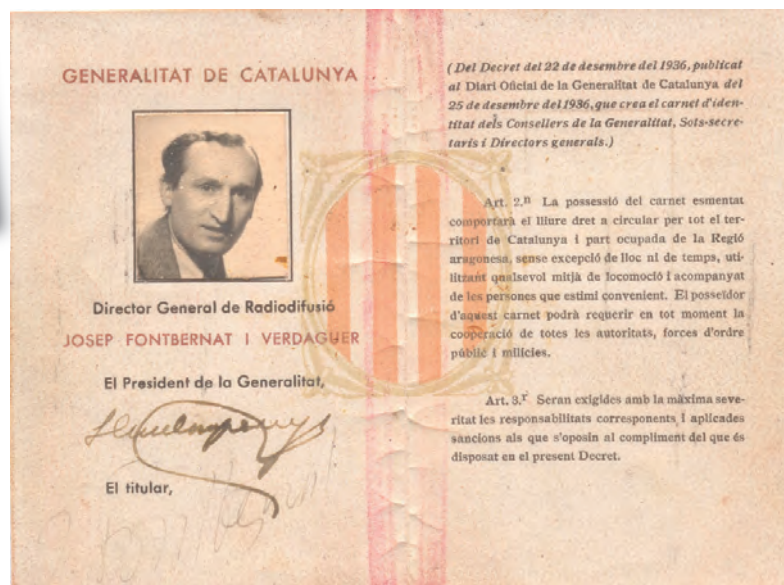 GENERALITAT DE CATALUNYA
Director General de Radiodifusió
JOSEP FONTBERNAT I VERDAGUER
El President de la Generalitat,
El titular,
(Del Decret del 22 de desembre del 1936, publicat
al Diari Oficial de la Generalitat de Catalunya del
25 de desembre del 1936, que crea el carnet d'iden-
titat dels Consellers de la Generalitat, Sots-secre-
taris i Directors generals.)
Art. 2.n La possessió del carnet esmentat
comportarà el lliure dret a circular per tot el ter-
ritori de Catalunya i part ocupada de la Regió
aragonesa, sense excepció de lloc ni de temps, uti-
litzant qualsevol mitjà de locomoció i acompanyat
de les persones que estimi convenient. El posseïdor
d'aquest carnet podrà requerir en tot moment la
cooperació de totes les autoritats, forces d'ordre
públic i milícies.
Art. 3.r Seran exigides amb la màxima seve-
ritat les responsabilitats corresponents i aplicades
sancions als que s'oposin al compliment del que és
disposat en el present Decret.